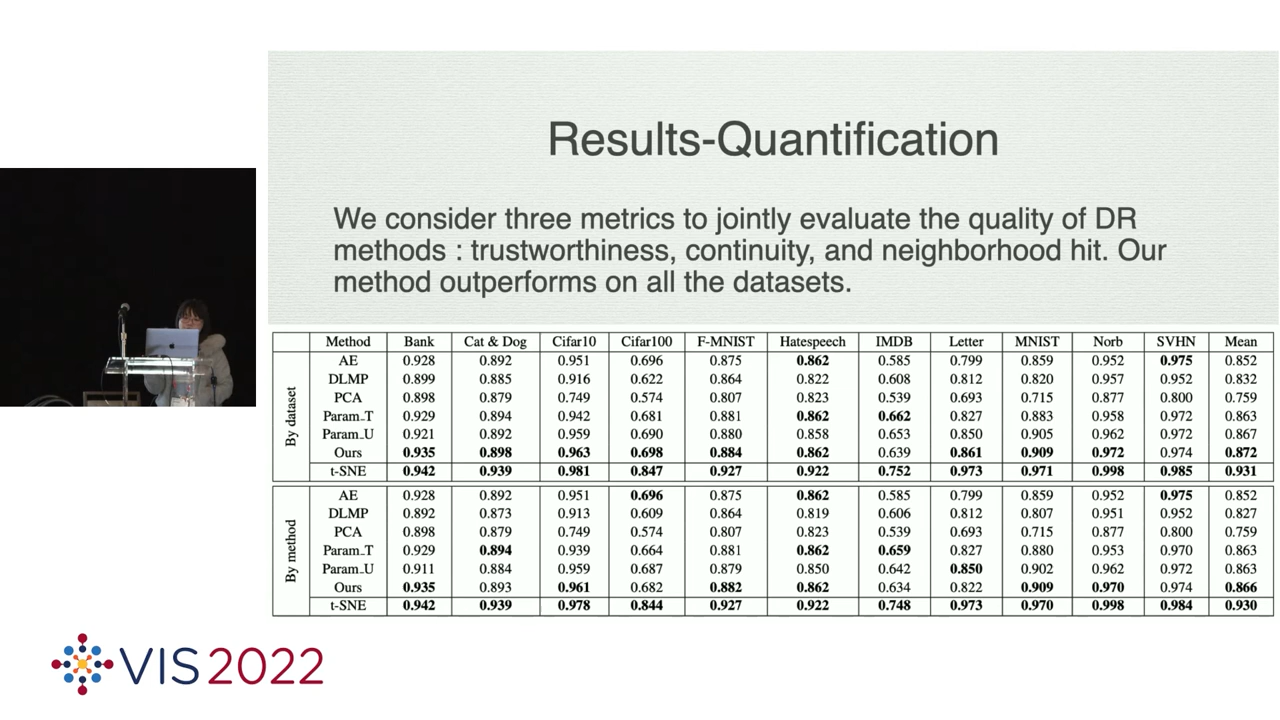 Results-Quantification
We consider three metrics to jointly evaluate the quality of DR
methods : trustworthiness, continuity, and neighborhood hit. Our
method outperforms on all the datasets.
Method Bank Cat & Dog Cifar10 Cifar100 F-MNIST Hatespeech IMDB Letter MNIST Norb SVHN Mean
By dataset
AE 0.928 0.892 0.951 0.696 0.875 0.862 0.585 0.799 0.859 0.952 0.975 0.852
DLMP 0.899 0.885 0.916 0.622 0.864 0.822 0.608 0.812 0.820 0.957 0.952 0.832
PCA 0.898 0.879 0.749 0.574 0.807 0.823 0.539 0.693 0.715 0.877 0.800 0.759
Param_T 0.929 0.894 0.942 0.681 0.881 0.862 0.662 0.827 0.883 0.958 0.972 0.863
Param_U 0.921 0.892 0.959 0.690 0.880 0.858 0.653 0.850 0.905 0.962 0.972 0.867
Ours 0.935 0.898 0.963 0.698 0.884 0.862 0.639 0.861 0.909 0.972 0.974 0.872
t-SNE 0.942 0.939 0.981 0.847 0.927 0.922 0.752 0.973 0.971 0.998 0.985 0.931
By method
AE 0.928 0.892 0.951 0.696 0.875 0.862 0.585 0.799 0.859 0.952 0.975 0.852
DLMP 0.892 0.873 0.913 0.609 0.864 0.819 0.606 0.812 0.807 0.951 0.952 0.827
PCA 0.898 0.879 0.749 0.574 0.807 0.823 0.539 0.693 0.715 0.877 0.800 0.759
Param_T 0.929 0.894 0.939 0.664 0.881 0.862 0.659 0.827 0.880 0.953 0.970 0.863
Param_U 0.911 0.884 0.959 0.687 0.879 0.850 0.642 0.850 0.902 0.962 0.972 0.863
Ours 0.935 0.893 0.961 0.682 0.882 0.862 0.634 0.822 0.909 0.970 0.974 0.866
t-SNE 0.942 0.939 0.978 0.844 0.927 0.922 0.748 0.973 0.970 0.998 0.984 0.930
VIS2022